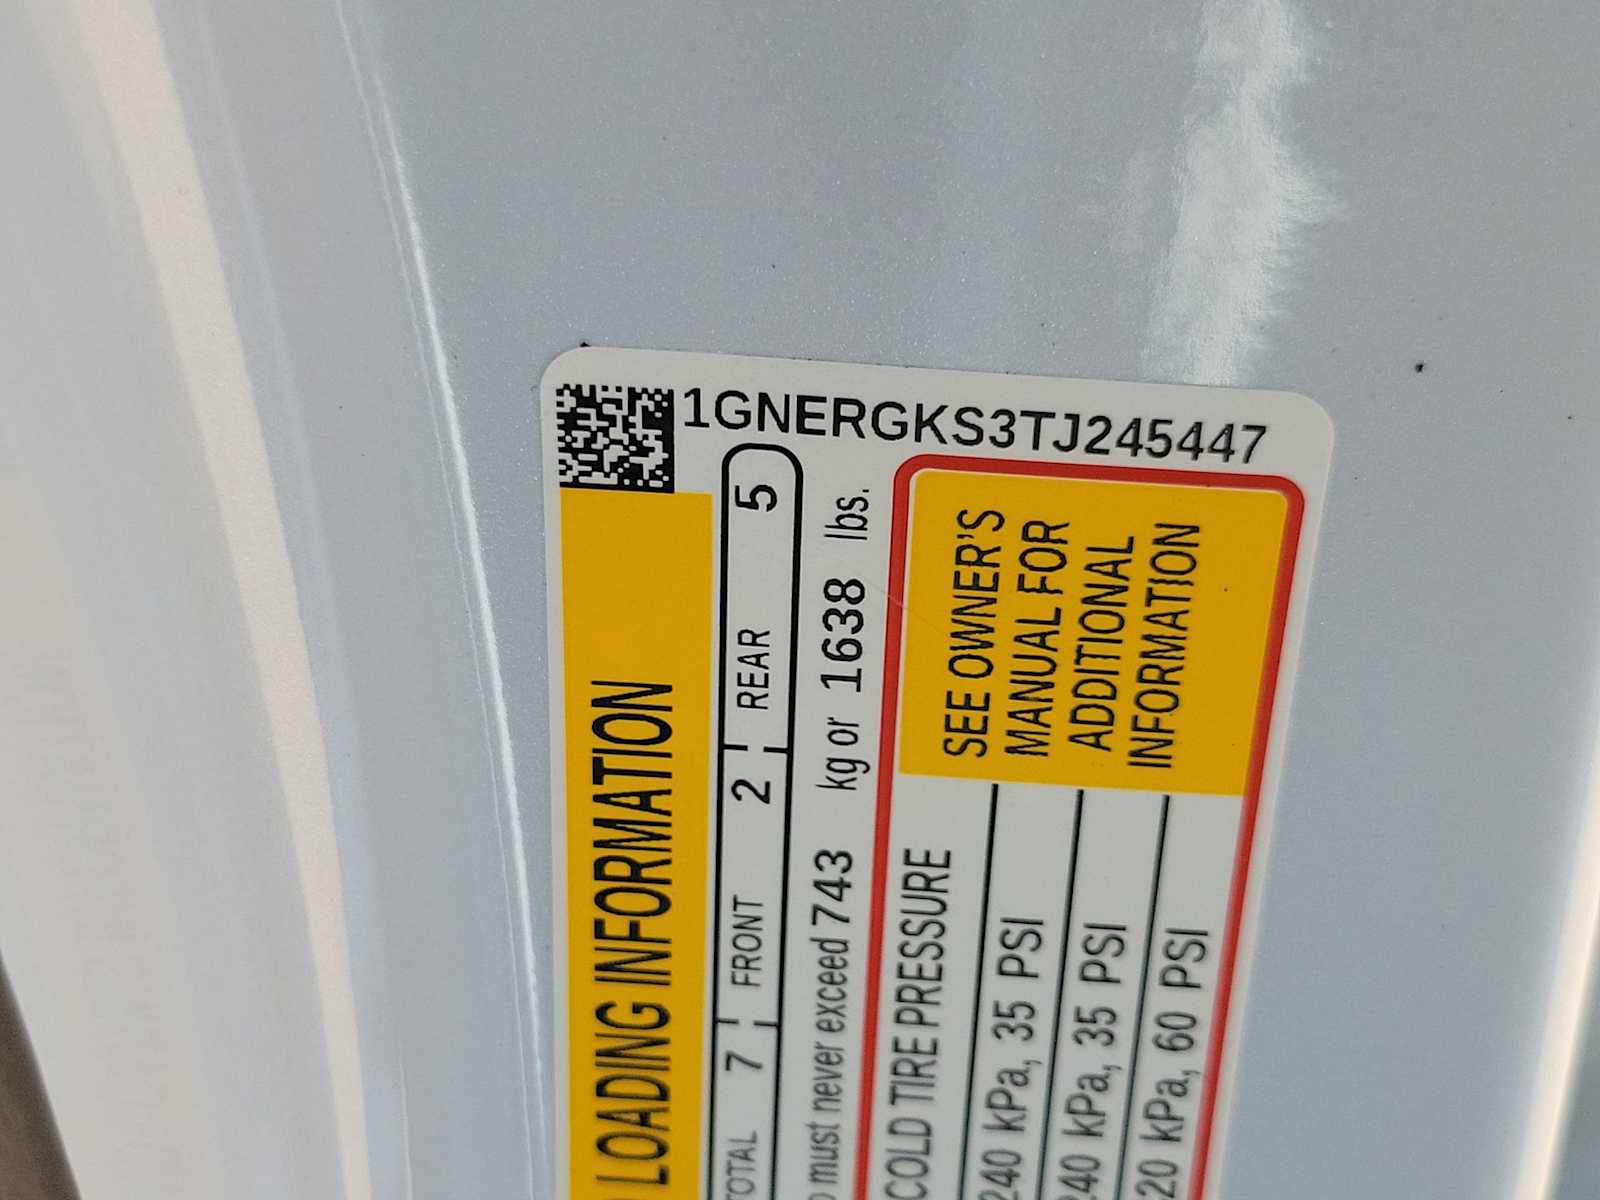 1GNERGKS3TJ245447
LOADING INFORMATION
TOTAL 7 FRONT 2 REAR 5
must never exceed 743 kg or 1638 lbs.
COLD TIRE PRESSURE
240 kPa, 35 PSI
240 kPa, 35 PSI
20 kPa, 60 PSI
SEE OWNER'S
MANUAL FOR
ADDITIONAL
INFORMATION